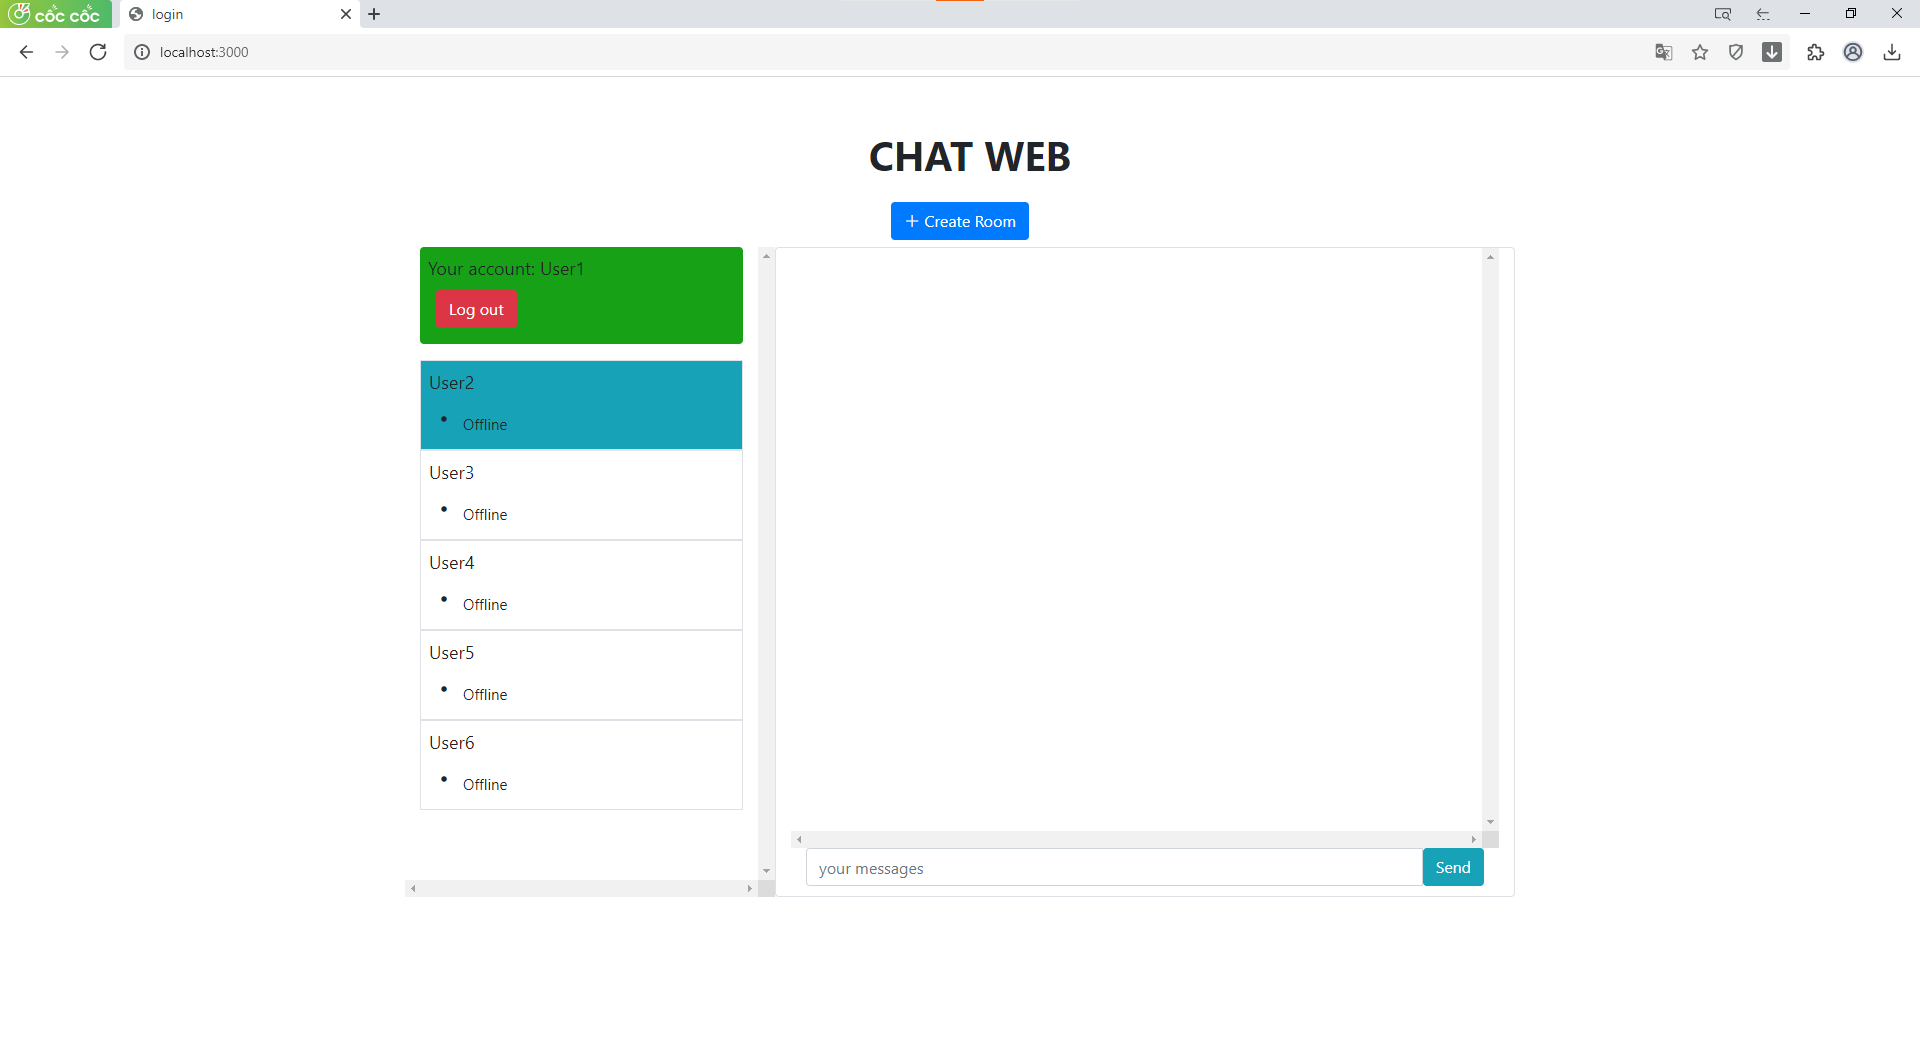 cốc cốc
login
localhost:3000
CHAT WEB
+ Create Room
Your account: User1
Log out
User2
• Offline
User3
• Offline
User4
• Offline
User5
• Offline
User6
• Offline
your messages
Send